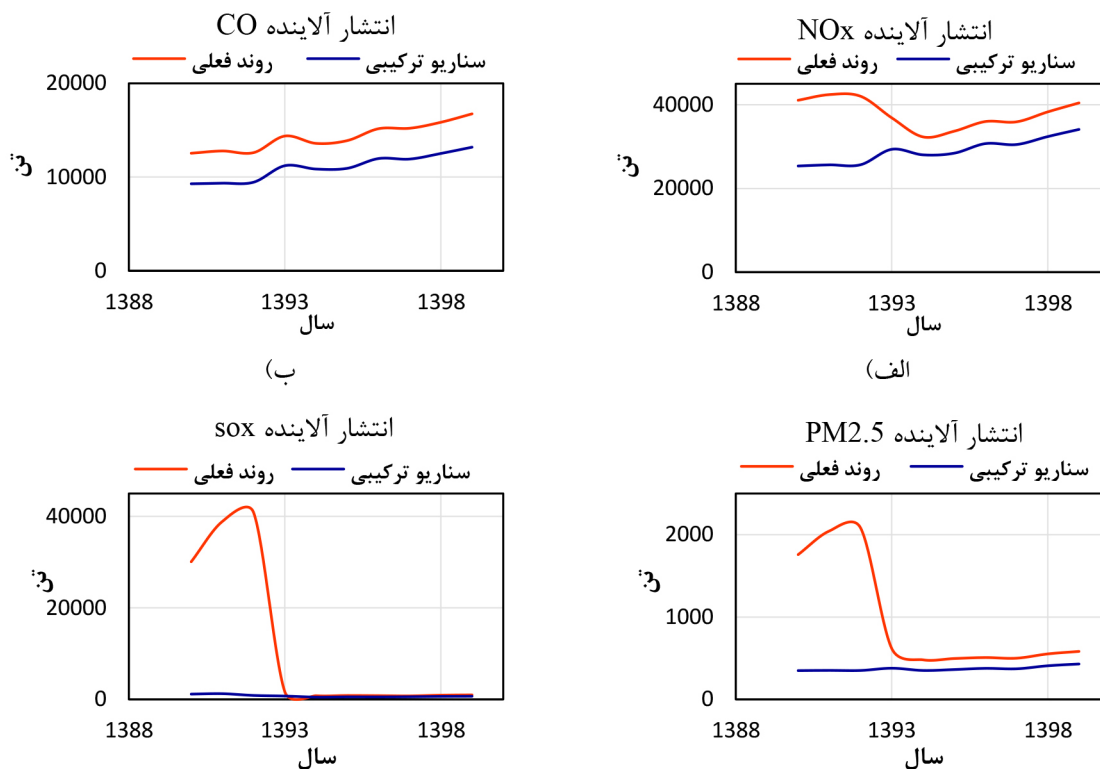 انتشار آلاینده NOx
روند فعلی سناریو ترکیبی
40000
20000
0
تن
1388 1393 1398
سال
الف)
انتشار آلاینده CO
روند فعلی سناریو ترکیبی
20000
10000
0
تن
1388 1393 1398
سال
ب)
انتشار آلاینده PM2.5
روند فعلی سناریو ترکیبی
2000
1000
0
تن
1388 1393 1398
سال
انتشار آلاینده sox
روند فعلی سناریو ترکیبی
40000
20000
0
تن
1388 1393 1398
سال